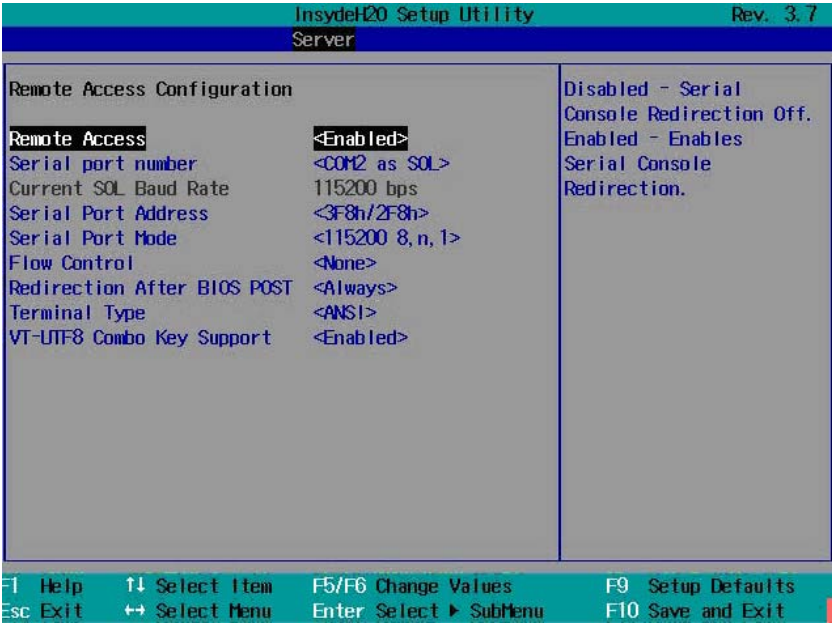 InsydeH20 Setup Utility Rev. 3.7
Server
Remote Access Configuration
Remote Access <Enabled>
Serial port number <COM2 as SOL>
Current SOL Baud Rate 115200 bps
Serial Port Address <3F8h/2F8h>
Serial Port Mode <115200 8,n,1>
Flow Control <None>
Redirection After BIOS POST <Always>
Terminal Type <ANSI>
VT-UTF8 Combo Key Support <Enabled>
Disabled - Serial
Console Redirection Off.
Enabled - Enables
Serial Console
Redirection.
F1 Help ↑↓ Select Item F5/F6 Change Values F9 Setup Defaults
Esc Exit ↔ Select Menu Enter Select ▶ SubMenu F10 Save and Exit